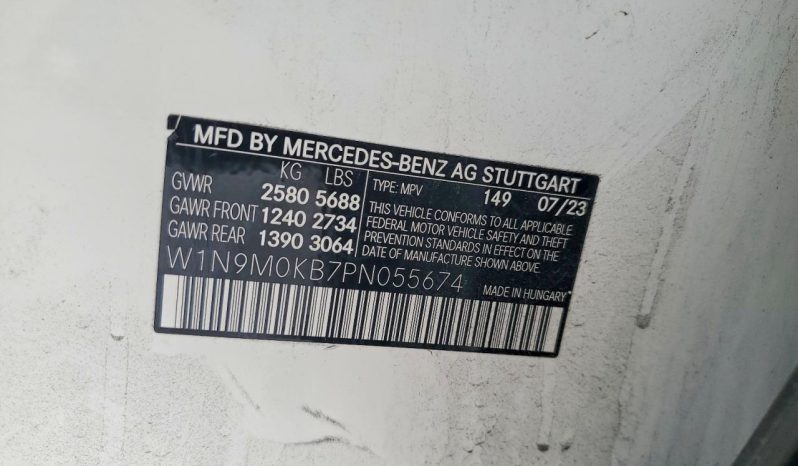 MFD BY MERCEDES-BENZ AG STUTTGART
KG LBS
GVWR 2580 5688
GAWR FRONT 1240 2734
GAWR REAR 1390 3064
TYPE: MPV 149 07/23
THIS VEHICLE CONFORMS TO ALL APPLICABLE
FEDERAL MOTOR VEHICLE SAFETY AND THEFT
PREVENTION STANDARDS IN EFFECT ON THE
DATE OF MANUFACTURE SHOWN ABOVE.
W1N9M0KB7PN055674
MADE IN HUNGARY*